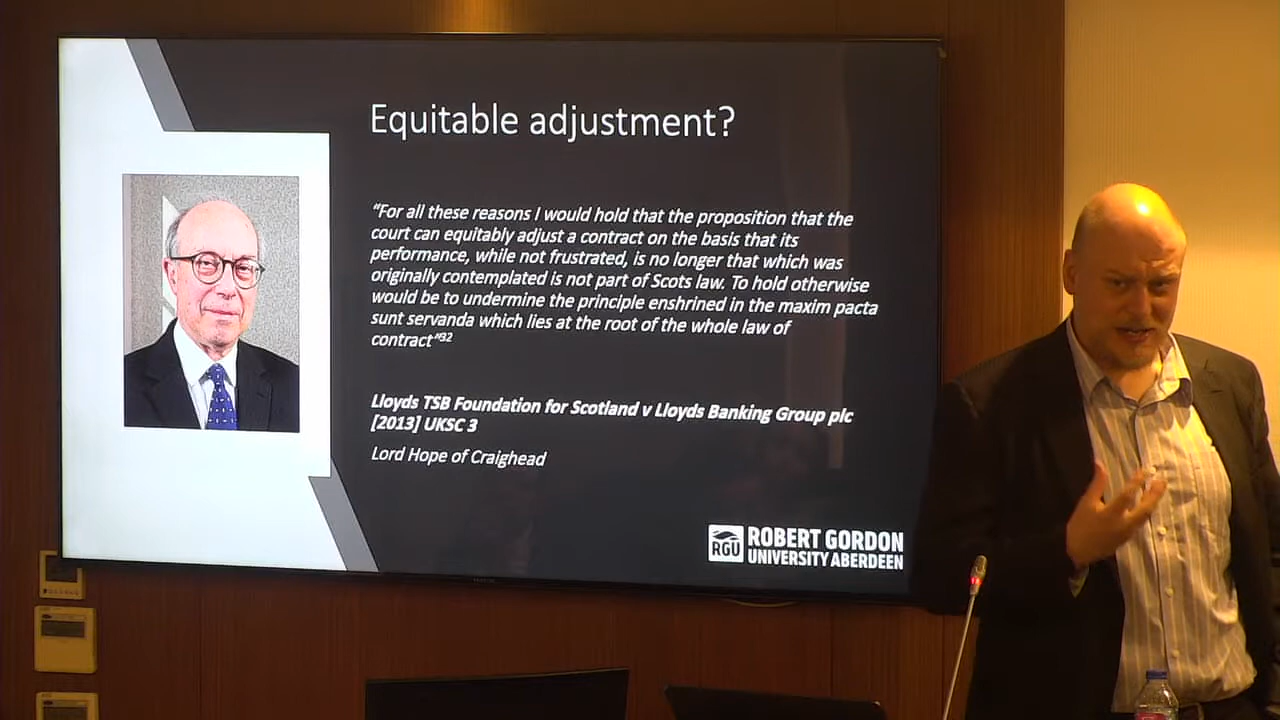 Equitable adjustment?
“For all these reasons I would hold that the proposition that the
court can equitably adjust a contract on the basis that its
performance, while not frustrated, is no longer that which was
originally contemplated is not part of Scots law. To hold otherwise
would be to undermine the principle enshrined in the maxim pacta
sunt servanda which lies at the root of the whole law of
contract”32
Lloyds TSB Foundation for Scotland v Lloyds Banking Group plc
[2013] UKSC 3
Lord Hope of Craighead
RGU
ROBERT GORDON
UNIVERSITY ABERDEEN